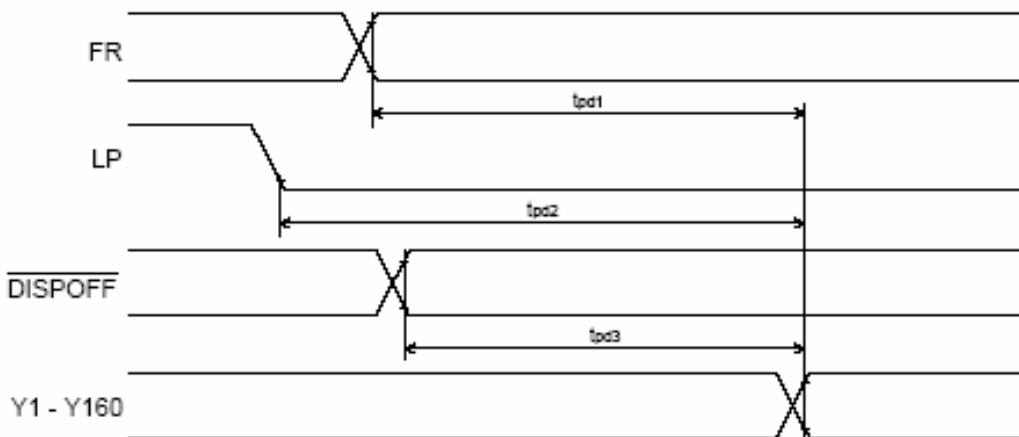 FR
tpd1
LP
tpd2
DISPOFF
tpd3
Y1 - Y160